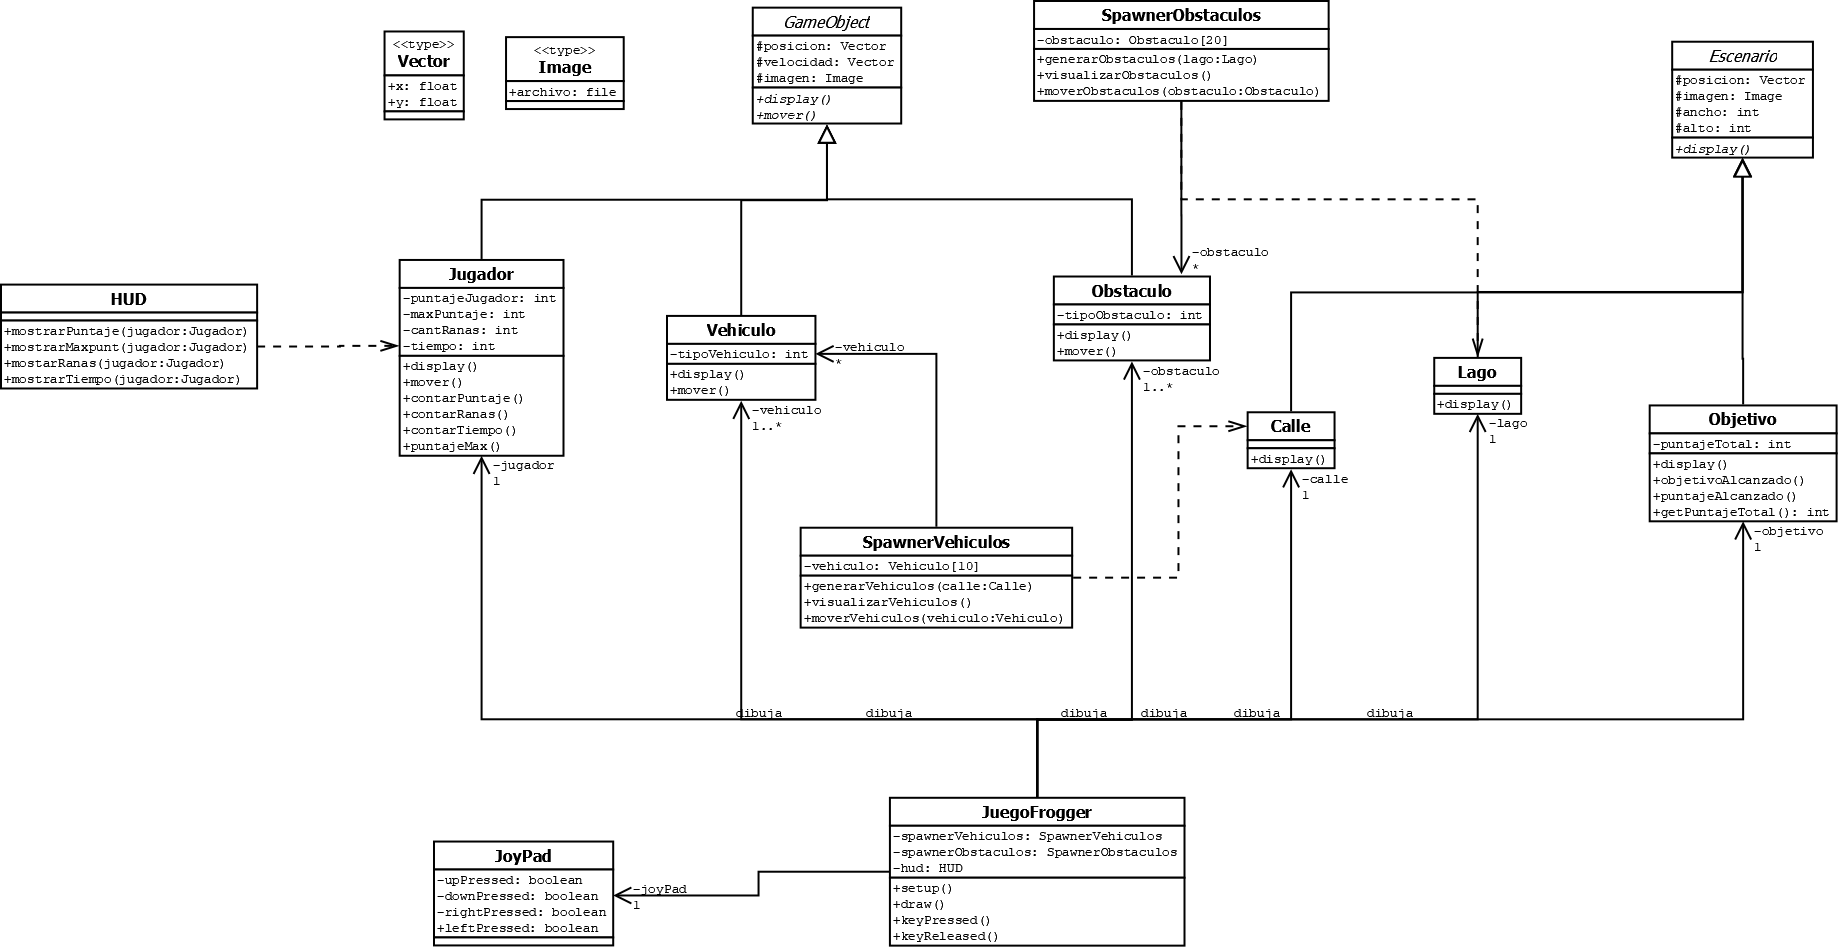 <<type>>
Vector
+x: float
+y: float
<<type>>
Image
+archivo: file
GameObject
#posicion: Vector
#velocidad: Vector
#imagen: Image
+display()
+mover()
SpawnerObstaculos
-obstaculo: Obstaculo[20]
+generarObstaculos(lago:Lago)
+visualizarObstaculos()
+moverObstaculos(obstaculo:Obstaculo)
Escenario
#posicion: Vector
#imagen: Image
#ancho: int
#alto: int
+display()
HUD
+mostrarPuntaje(jugador:Jugador)
+mostrarMaxpunt(jugador:Jugador)
+mostarRanas(jugador:Jugador)
+mostrarTiempo(jugador:Jugador)
Jugador
-puntajeJugador: int
-maxPuntaje: int
-cantRanas: int
-tiempo: int
+display()
+mover()
+contarPuntaje()
+contarRanas()
+contarTiempo()
+puntajeMax()
-jugador
1
Vehiculo
-tipoVehiculo: int
+display()
+mover()
-vehiculo
*
-vehiculo
1..*
-obstaculo
*
Obstaculo
-tipoObstaculo: int
+display()
+mover()
-obstaculo
1..*
Calle
+display()
-calle
1
Lago
+display()
-lago
1
Objetivo
-puntajeTotal: int
+display()
+objetivoAlcanzado()
+puntajeAlcanzado()
+getPuntajeTotal(): int
-objetivo
1
SpawnerVehiculos
-vehiculo: Vehiculo[10]
+generarVehiculos(calle:Calle)
+visualizarVehiculos()
+moverVehiculos(vehiculo:Vehiculo)
dibuja dibuja dibuja dibuja dibuja dibuja
JoyPad
-upPressed: boolean
-downPressed: boolean
-rightPressed: boolean
+leftPressed: boolean
-joyPad
1
JuegoFrogger
-spawnerVehiculos: SpawnerVehiculos
-spawnerObstaculos: SpawnerObstaculos
-hud: HUD
+setup()
+draw()
+keyPressed()
+keyReleased()